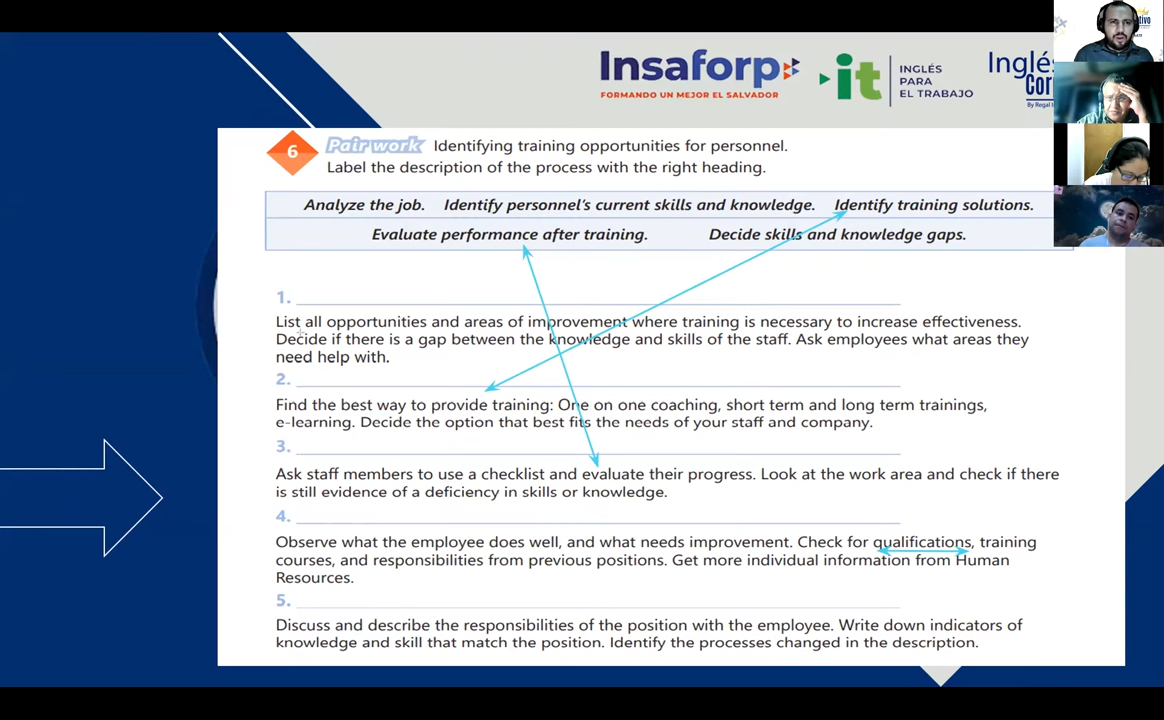 Insaforp
FORMANDO UN MEJOR EL SALVADOR
it
INGLÉS
PARA
EL TRABAJO
Inglés
Cor
By Regal
6
Pair work Identifying training opportunities for personnel.
Label the description of the process with the right heading.
Analyze the job. Identify personnel's current skills and knowledge. Identify training solutions.
Evaluate performance after training. Decide skills and knowledge gaps.
1.
List all opportunities and areas of improvement where training is necessary to increase effectiveness.
Decide if there is a gap between the knowledge and skills of the staff. Ask employees what areas they
need help with.
2.
Find the best way to provide training: One on one coaching, short term and long term trainings,
e-learning. Decide the option that best fits the needs of your staff and company.
3.
Ask staff members to use a checklist and evaluate their progress. Look at the work area and check if there
is still evidence of a deficiency in skills or knowledge.
4.
Observe what the employee does well, and what needs improvement. Check for qualifications, training
courses, and responsibilities from previous positions. Get more individual information from Human
Resources.
5.
Discuss and describe the responsibilities of the position with the employee. Write down indicators of
knowledge and skill that match the position. Identify the processes changed in the description.